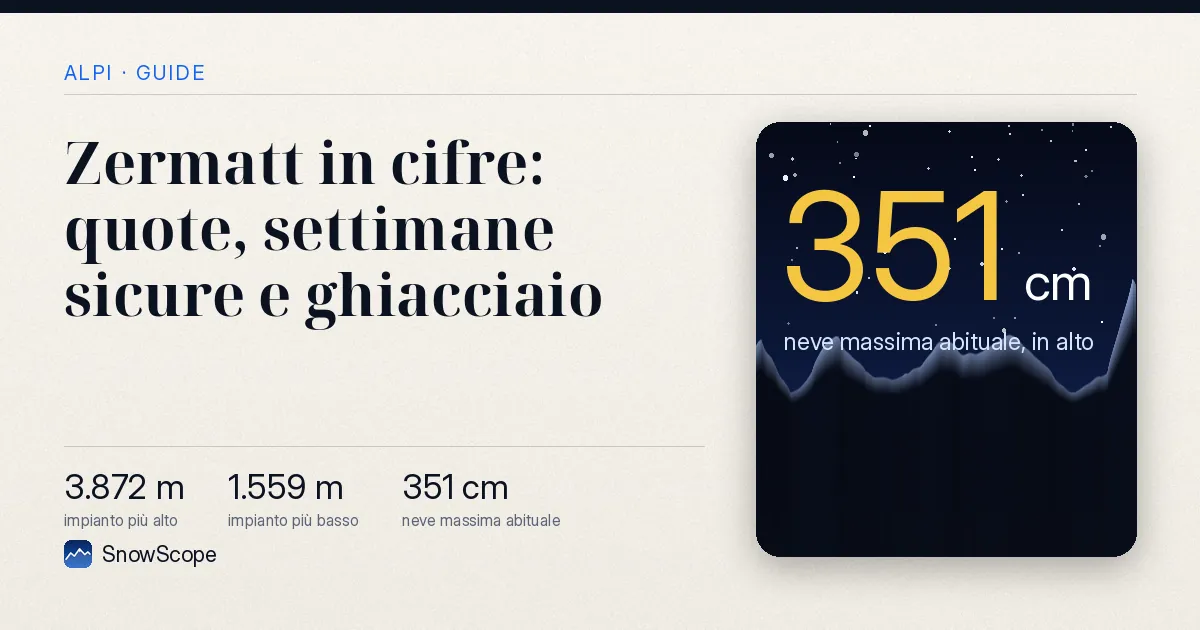 ALPI · GUIDE
Zermatt in cifre:
quote, settimane
sicure e ghiacciaio
351 cm
neve massima abituale, in alto
3.872 m
impianto più alto
1.559 m
impianto più basso
351 cm
neve massima abituale
SnowScope